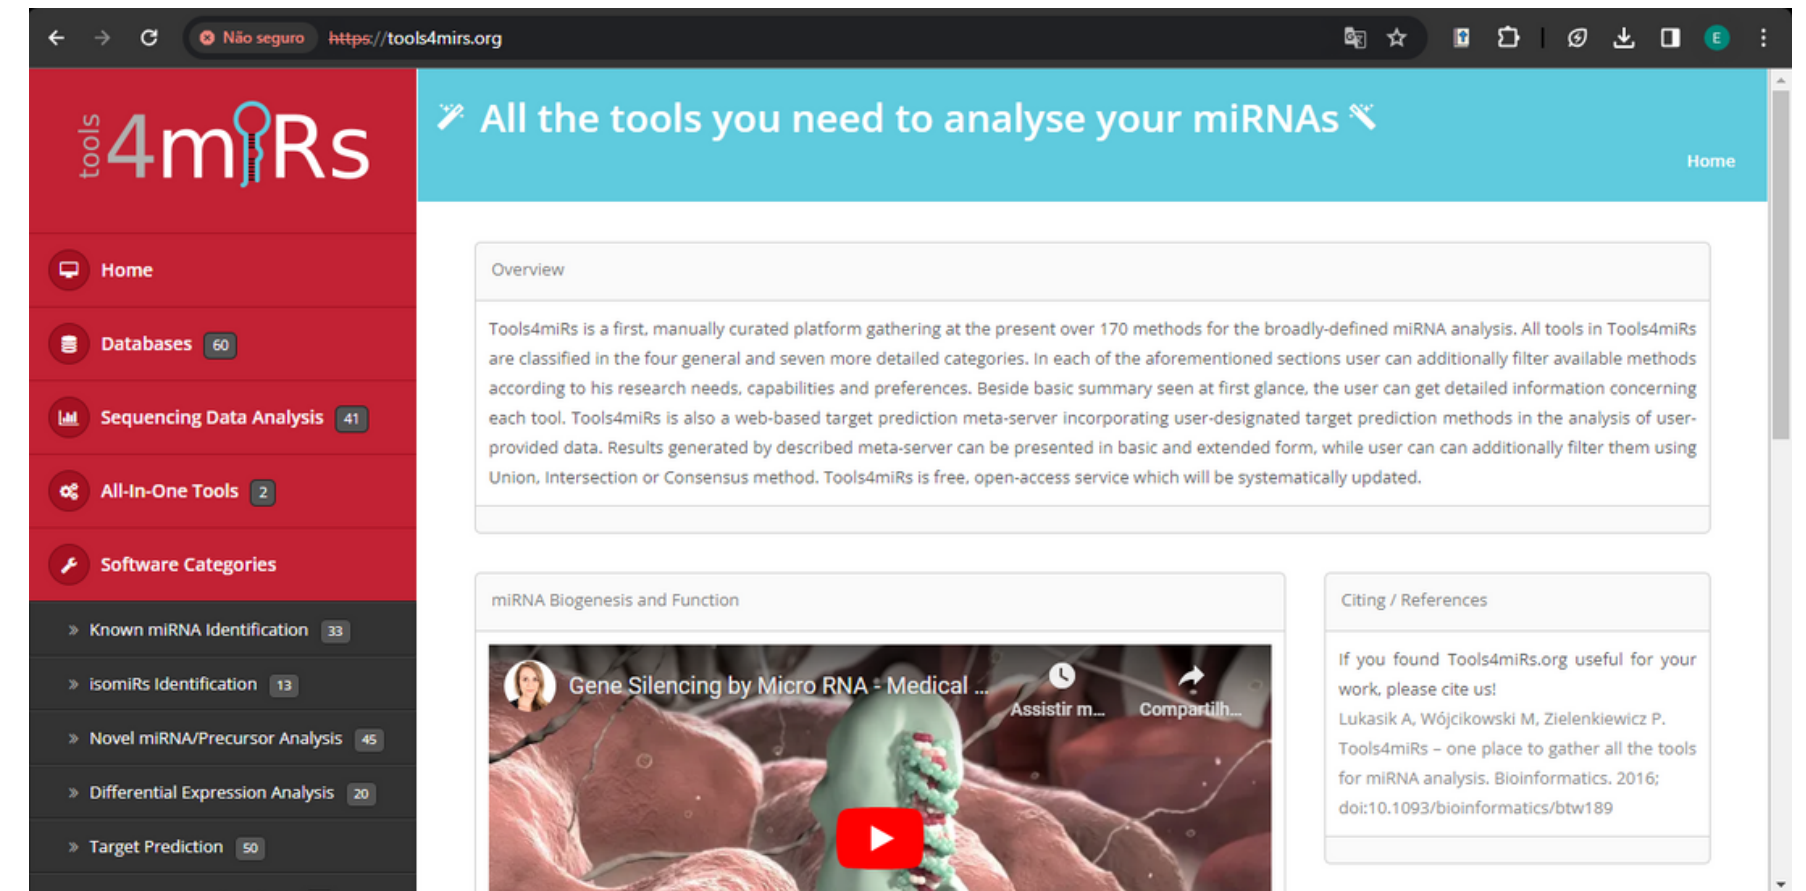 Não seguro https://tools4mirs.org
E
tools
4miRs
All the tools you need to analyse your miRNAs
Home
Home
Databases 60
Sequencing Data Analysis 41
All-In-One Tools 2
Software Categories
» Known miRNA Identification 33
» isomiRs Identification 13
» Novel miRNA/Precursor Analysis 45
» Differential Expression Analysis 20
» Target Prediction 50
Overview
Tools4miRs is a first, manually curated platform gathering at the present over 170 methods for the broadly-defined miRNA analysis. All tools in Tools4miRs
are classified in the four general and seven more detailed categories. In each of the aforementioned sections user can additionally filter available methods
according to his research needs, capabilities and preferences. Beside basic summary seen at first glance, the user can get detailed information concerning
each tool. Tools4miRs is also a web-based target prediction meta-server incorporating user-designated target prediction methods in the analysis of user-
provided data. Results generated by described meta-server can be presented in basic and extended form, while user can can additionally filter them using
Union, Intersection or Consensus method. Tools4miRs is free, open-access service which will be systematically updated.
miRNA Biogenesis and Function
Gene Silencing by Micro RNA - Medical ...
Assistir m...
Compartilh...
Citing / References
If you found Tools4miRs.org useful for your
work, please cite us!
Lukasik A, Wójcikowski M, Zielenkiewicz P.
Tools4miRs – one place to gather all the tools
for miRNA analysis. Bioinformatics. 2016;
doi:10.1093/bioinformatics/btw189